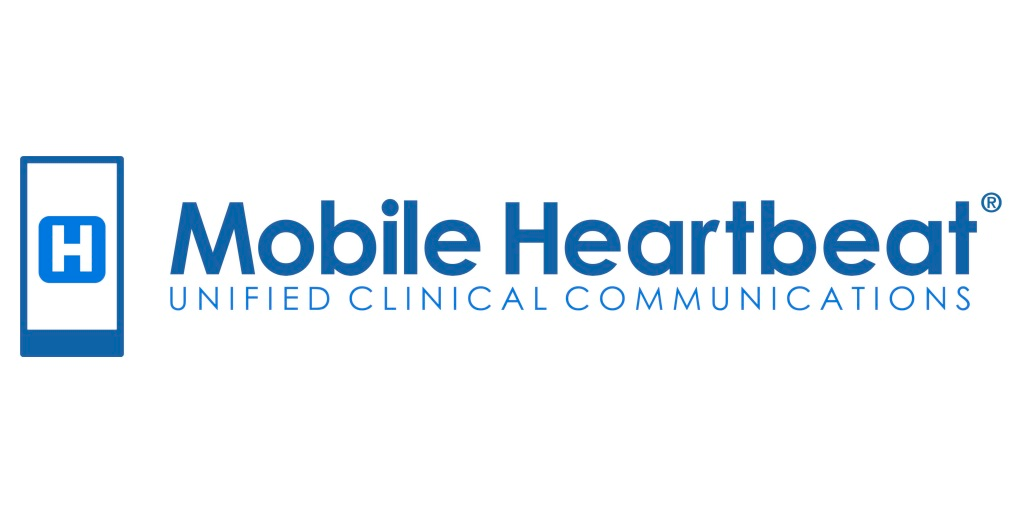 H
Mobile Heartbeat®
UNIFIED CLINICAL COMMUNICATIONS